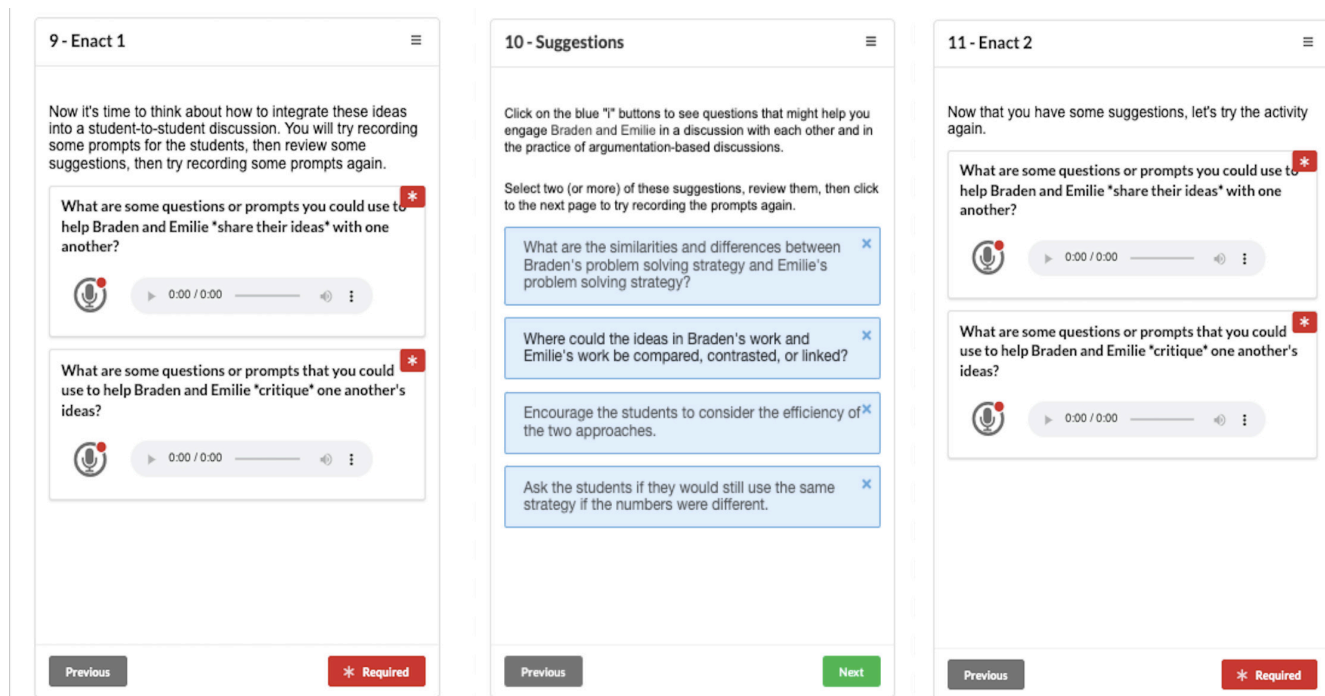 9 - Enact 1
Now it's time to think about how to integrate these ideas
into a student-to-student discussion. You will try recording
some prompts for the students, then review some
suggestions, then try recording some prompts again.
What are some questions or prompts you could use to
help Braden and Emilie *share their ideas* with one
another?
0:00 / 0:00
What are some questions or prompts that you could
use to help Braden and Emilie *critique* one another's
ideas?
0:00 / 0:00
Previous
* Required
10 - Suggestions
Click on the blue "i" buttons to see questions that might help you
engage Braden and Emilie in a discussion with each other and in
the practice of argumentation-based discussions.
Select two (or more) of these suggestions, review them, then click
to the next page to try recording the prompts again.
What are the similarities and differences between
Braden's problem solving strategy and Emilie's
problem solving strategy?
Where could the ideas in Braden's work and
Emilie's work be compared, contrasted, or linked?
Encourage the students to consider the efficiency of
the two approaches.
Ask the students if they would still use the same
strategy if the numbers were different.
Previous
Next
11 - Enact 2
Now that you have some suggestions, let's try the activity
again.
What are some questions or prompts you could use to
help Braden and Emilie *share their ideas* with one
another?
0:00 / 0:00
What are some questions or prompts that you could
use to help Braden and Emilie *critique* one another's
ideas?
0:00 / 0:00
Previous
* Required